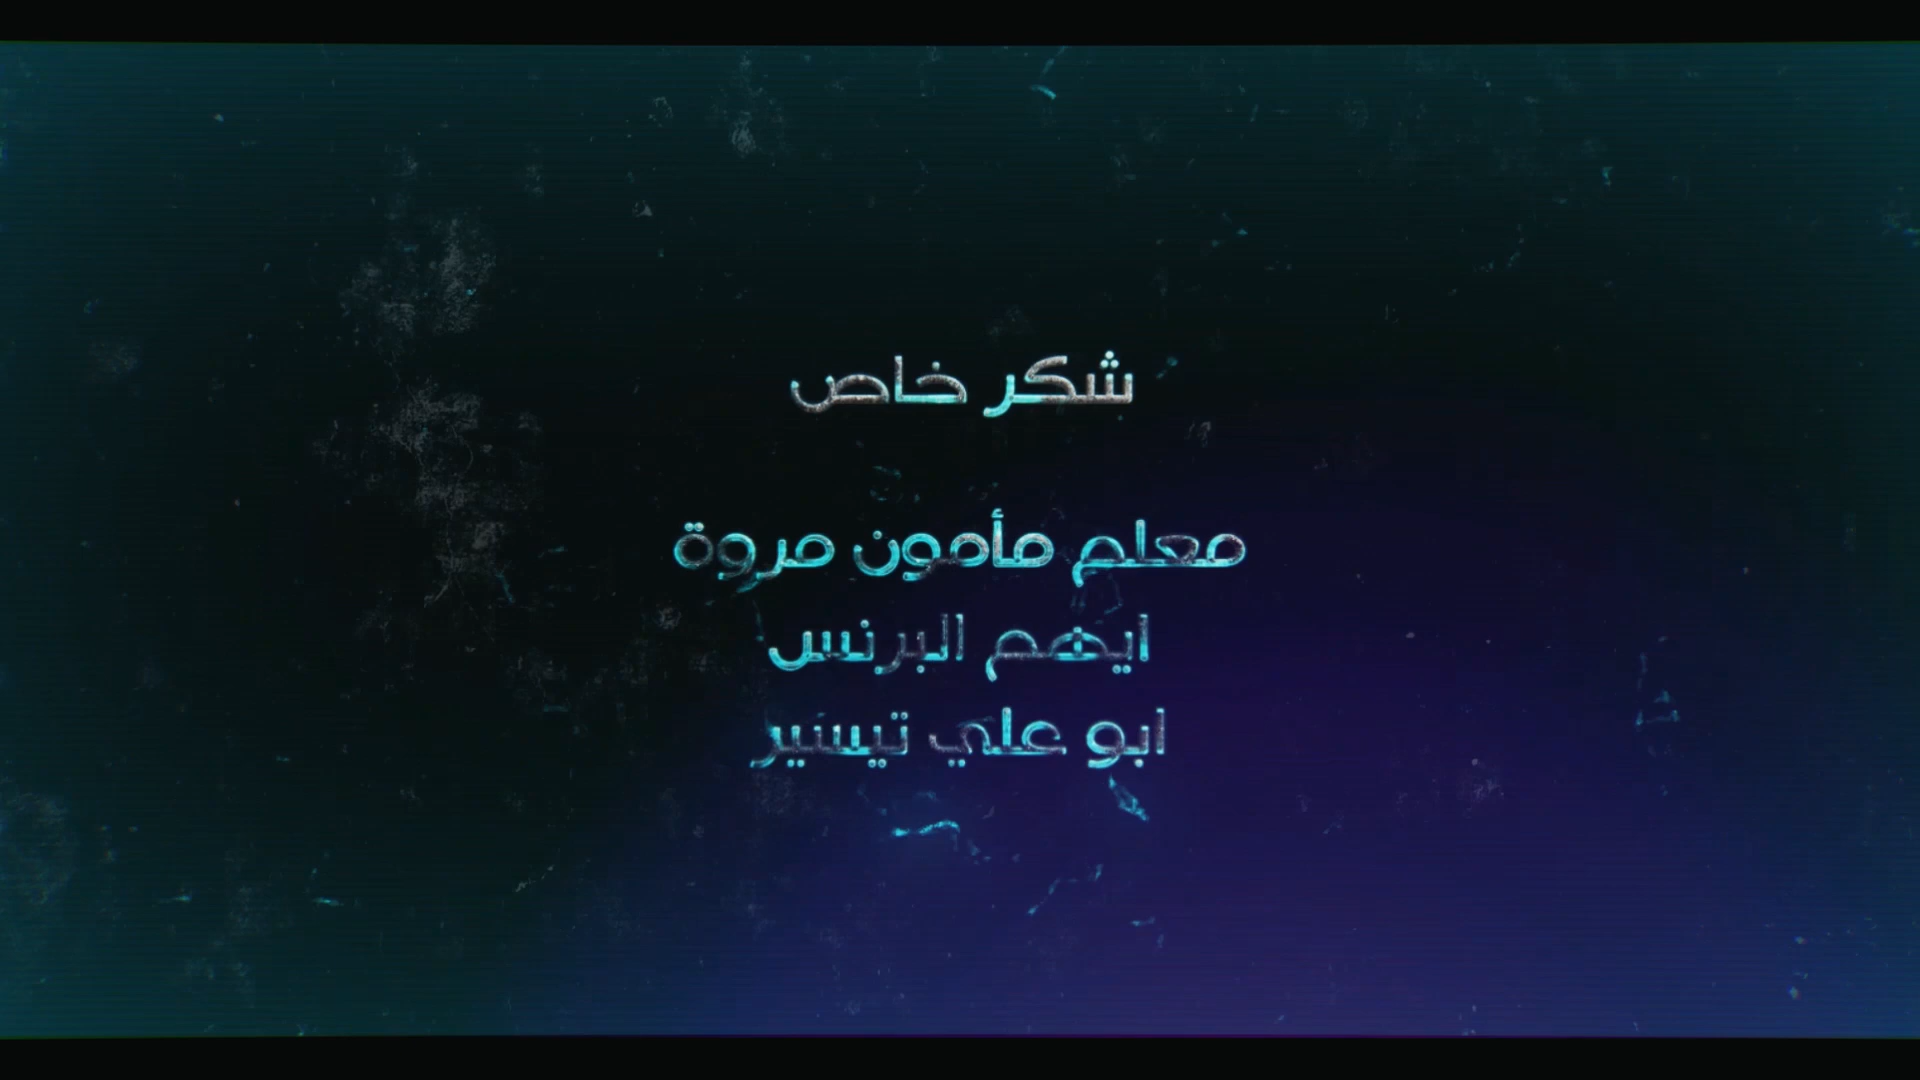 شكر خاص
معلم مأمون مروة
ايهم البرنس
ابو علي تيسير